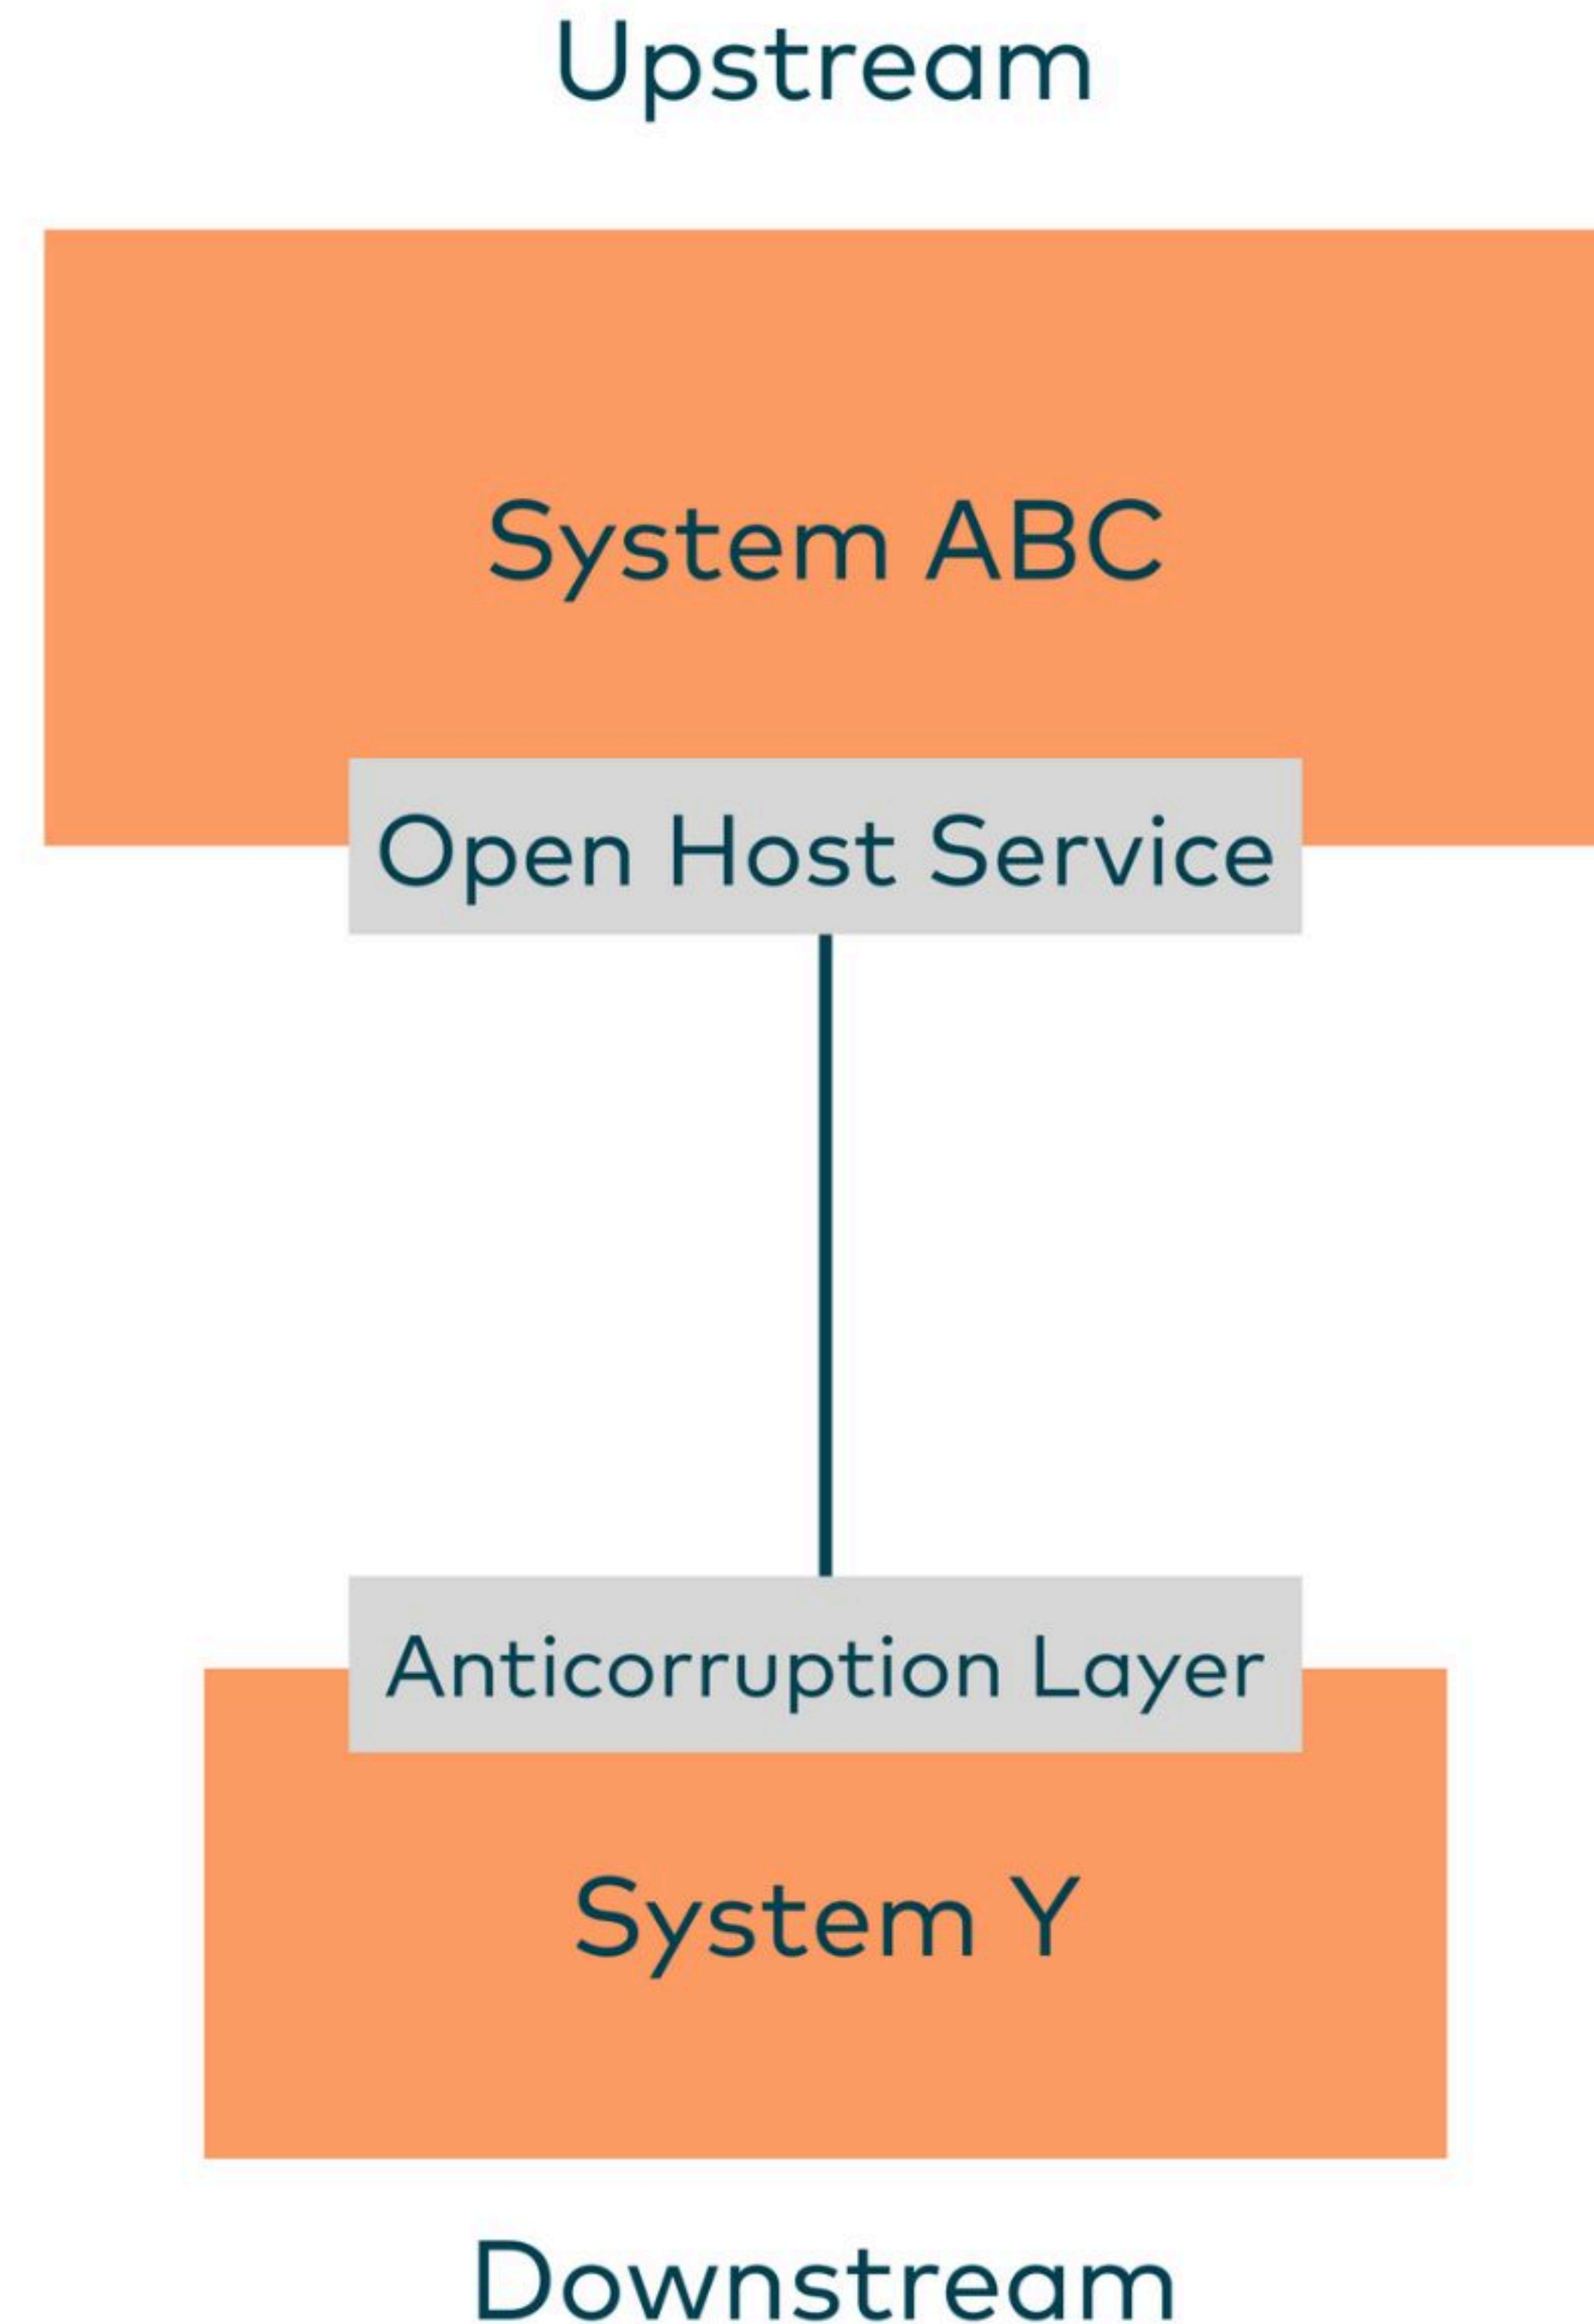 Upstream
System ABC
Open Host Service
Anticorruption Layer
System Y
Downstream